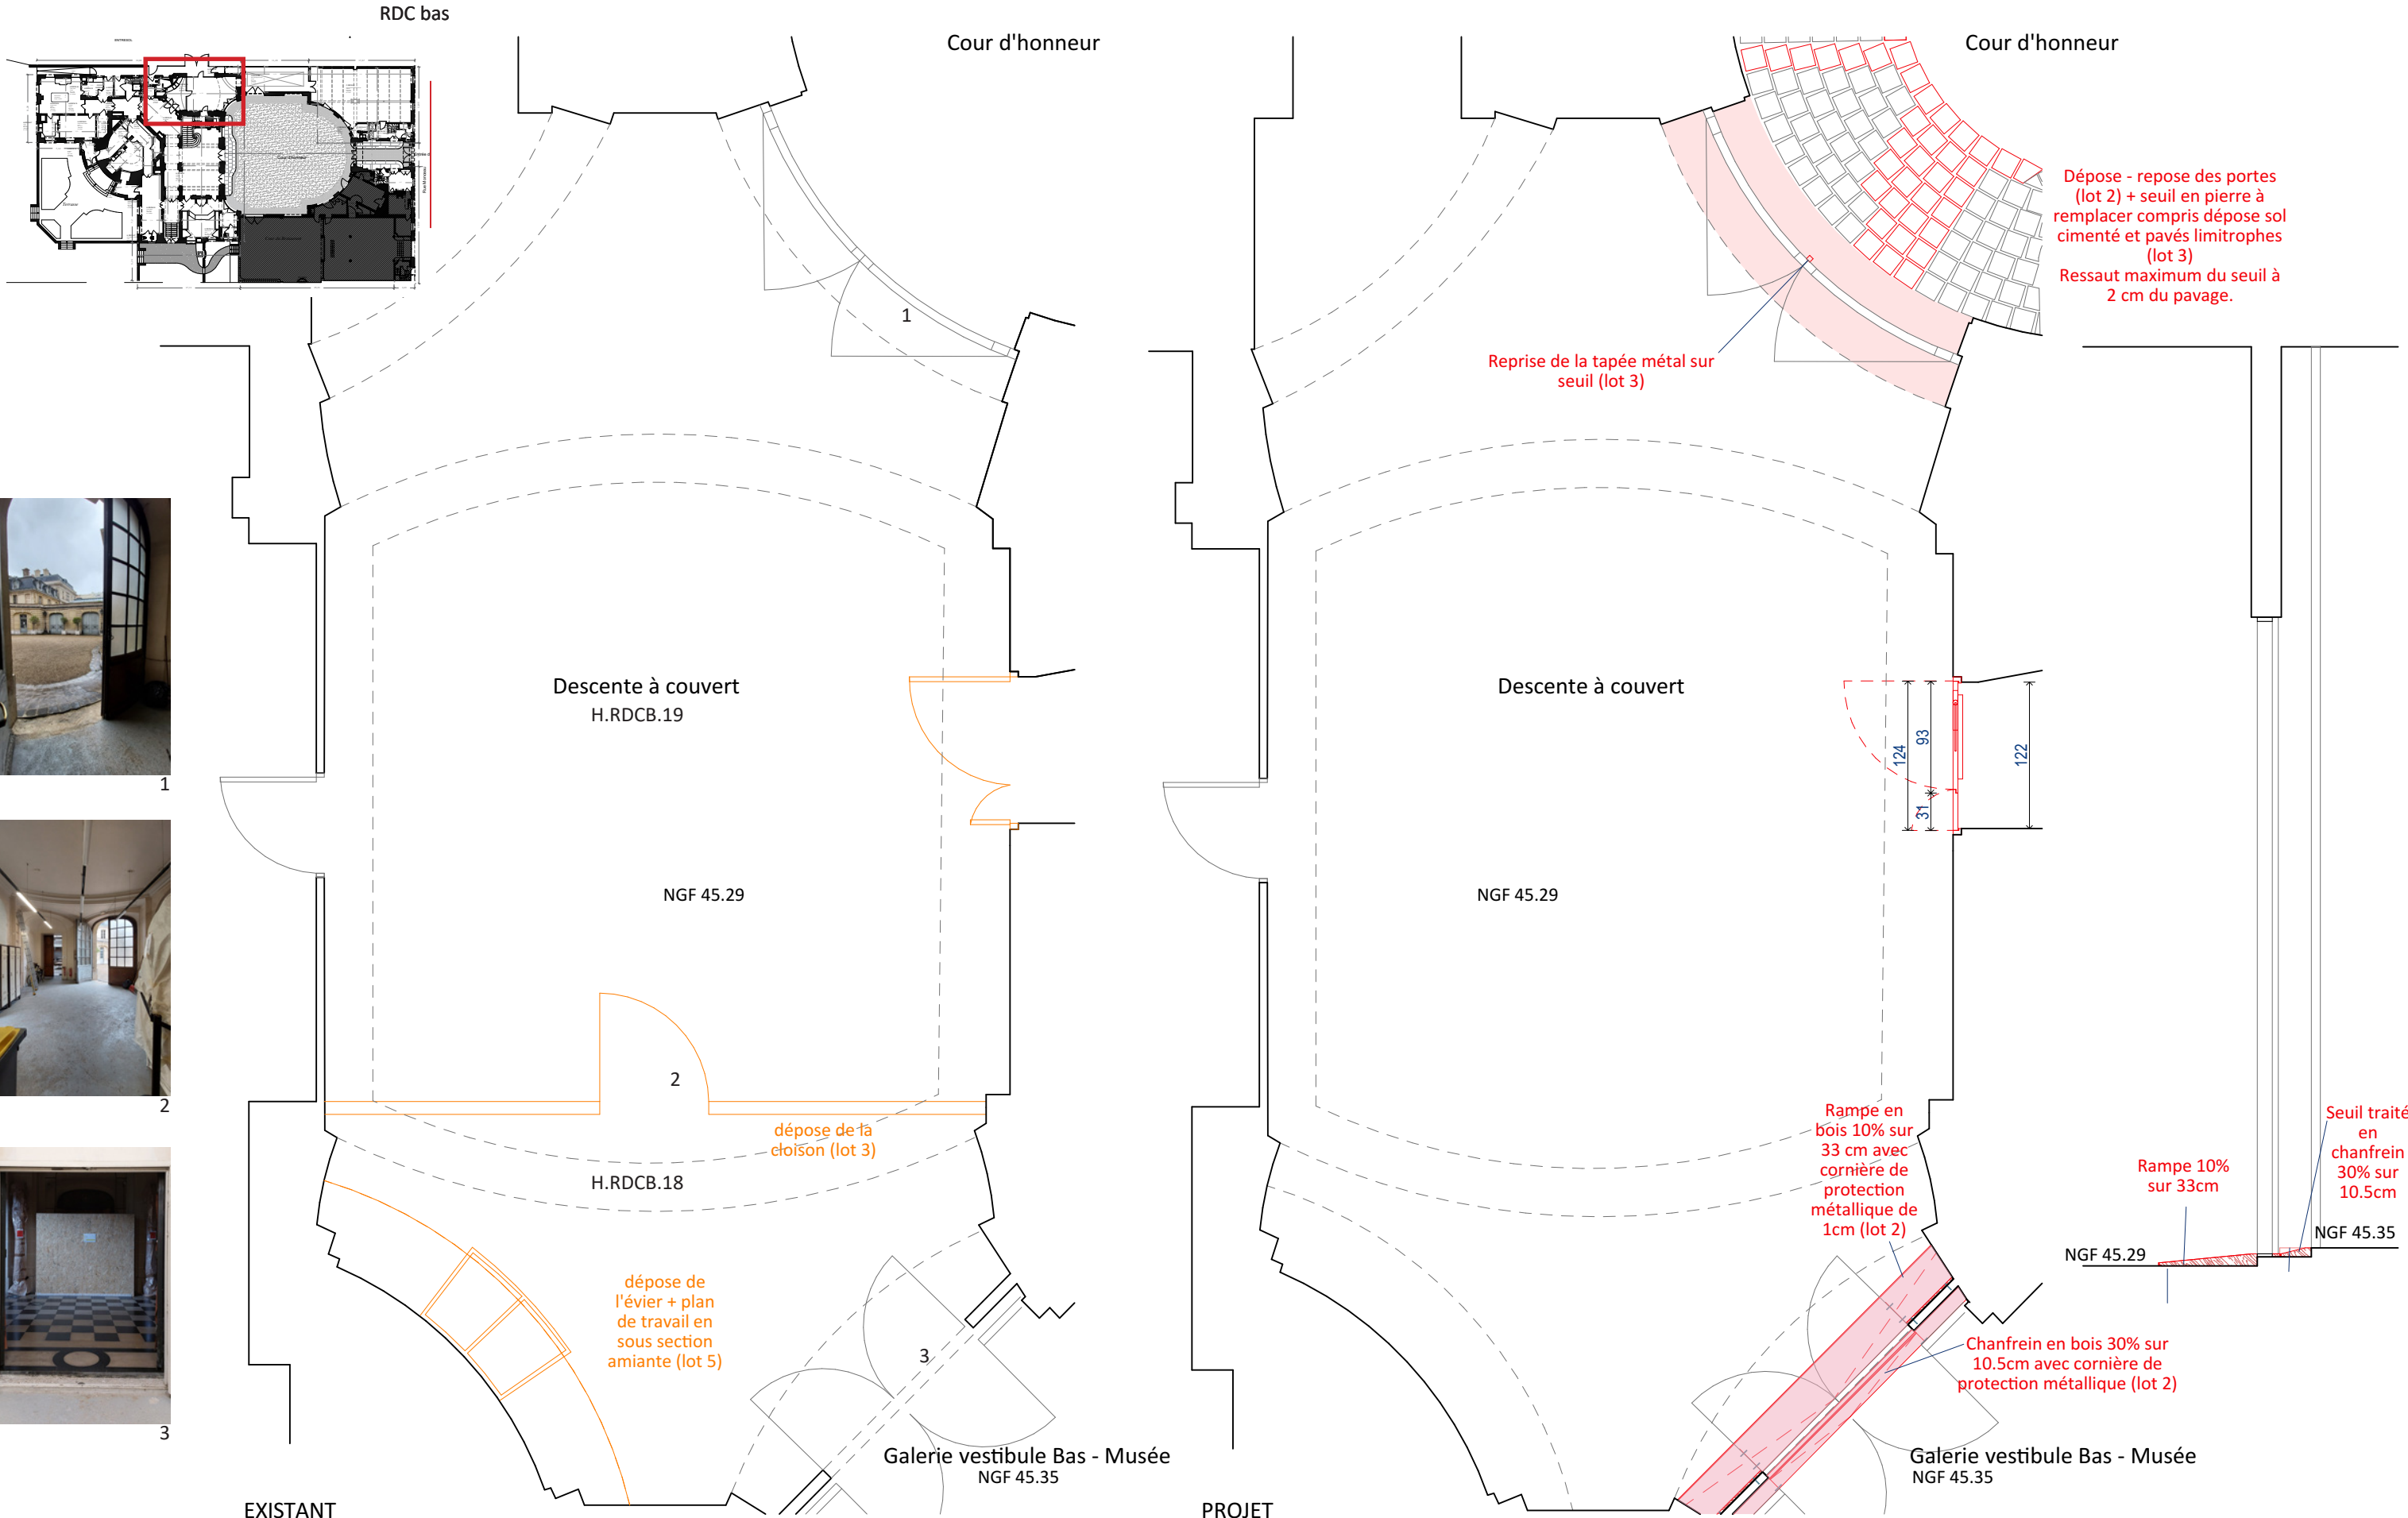 RDC bas
ENTRESOL
Cour d'honneur
Cour d'honneur
Cour d'honneur
Terrasse
Rue Monceau
Dépose - repose des portes
(lot 2) + seuil en pierre à
remplacer compris dépose sol
cimenté et pavés limitrophes
(lot 3)
Ressaut maximum du seuil à
2 cm du pavage.
1
Reprise de la tapée métal sur
seuil (lot 3)
1
Descente à couvert
H.RDCB.19
Descente à couvert
124
93
31
122
NGF 45.29
NGF 45.29
2
2
dépose de la
cloison (lot 3)
H.RDCB.18
Rampe en
bois 10% sur
33 cm avec
cornière de
protection
métallique de
1cm (lot 2)
Rampe 10%
sur 33cm
Seuil traité
en
chanfrein
30% sur
10.5cm
NGF 45.35
NGF 45.29
dépose de
l'évier + plan
de travail en
sous section
amiante (lot 5)
3
3
Chanfrein en bois 30% sur
10.5cm avec cornière de
protection métallique (lot 2)
Galerie vestibule Bas - Musée
NGF 45.35
Galerie vestibule Bas - Musée
NGF 45.35
EXISTANT
PROJET